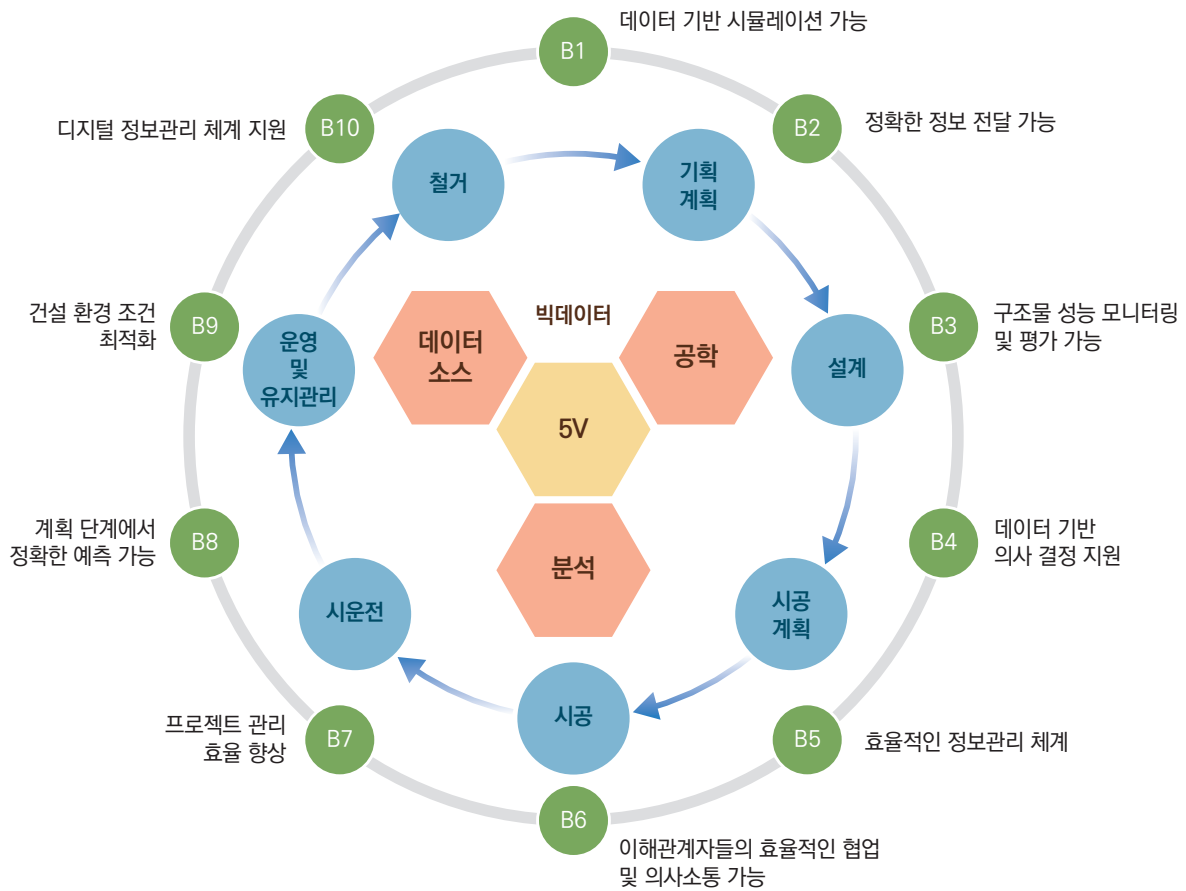 데이터 기반 시뮬레이션 가능
B1
B2
정확한 정보 전달 가능
B3
구조물 성능 모니터링
및 평가 가능
B4
데이터 기반
의사 결정 지원
B5
효율적인 정보관리 체계
B6
이해관계자들의 효율적인 협업
및 의사소통 가능
B7
프로젝트 관리
효율 향상
B8
계획 단계에서
정확한 예측 가능
B9
건설 환경 조건
최적화
B10
디지털 정보관리 체계 지원
철거
기획
계획
설계
시공
계획
시공
시운전
운영
및
유지관리
빅데이터
데이터
소스
공학
5V
분석